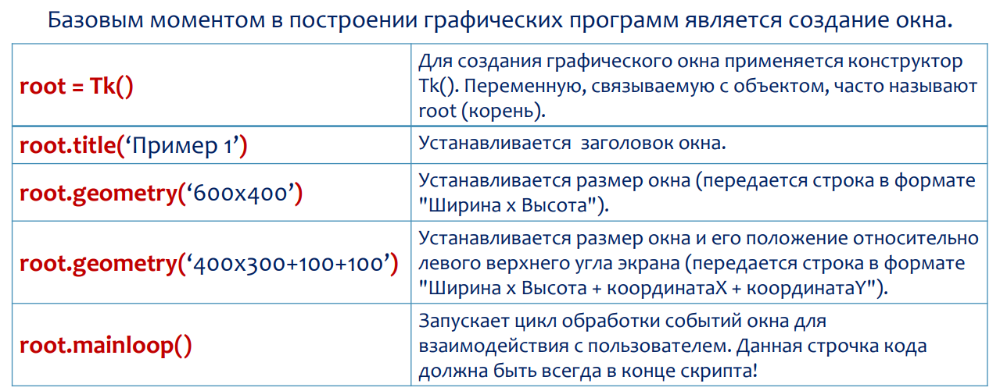 Базовым моментом в построении графических программ является создание окна.
root = Tk()
Для создания графического окна применяется конструктор
Tk(). Переменную, связываемую с объектом, часто называют
root (корень).
root.title(‘Пример 1’)
Устанавливается заголовок окна.
root.geometry(‘600x400’)
Устанавливается размер окна (передается строка в формате
"Ширина x Высота").
root.geometry(‘400x300+100+100’)
Устанавливается размер окна и его положение относительно
левого верхнего угла экрана (передается строка в формате
"Ширина x Высота + координатаX + координатаY").
root.mainloop()
Запускает цикл обработки событий окна для
взаимодействия с пользователем. Данная строчка кода
должна быть всегда в конце скрипта!